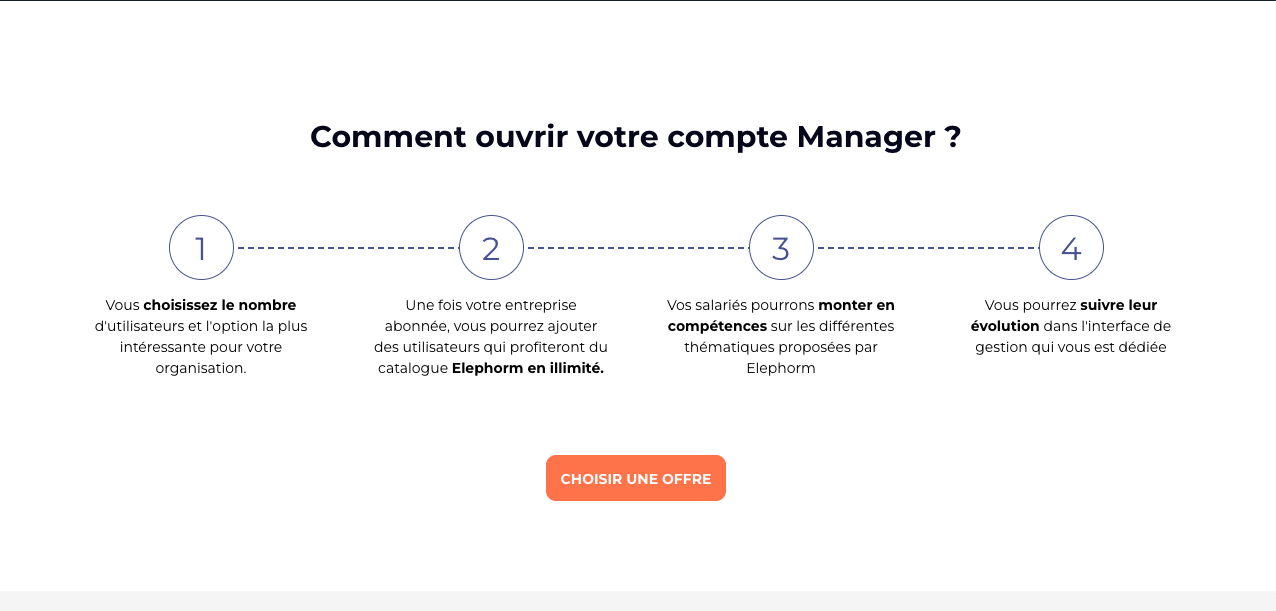 Comment ouvrir votre compte Manager ?
1
2
3
4
Vous choisissez le nombre
d'utilisateurs et l'option la plus
intéressante pour votre
organisation.
Une fois votre entreprise
abonnée, vous pourrez ajouter
des utilisateurs qui profiteront du
catalogue Elephorm en illimité.
Vos salariés pourrons monter en
compétences sur les différentes
thématiques proposées par
Elephorm
Vous pourrez suivre leur
évolution dans l'interface de
gestion qui vous est dédiée
CHOISIR UNE OFFRE